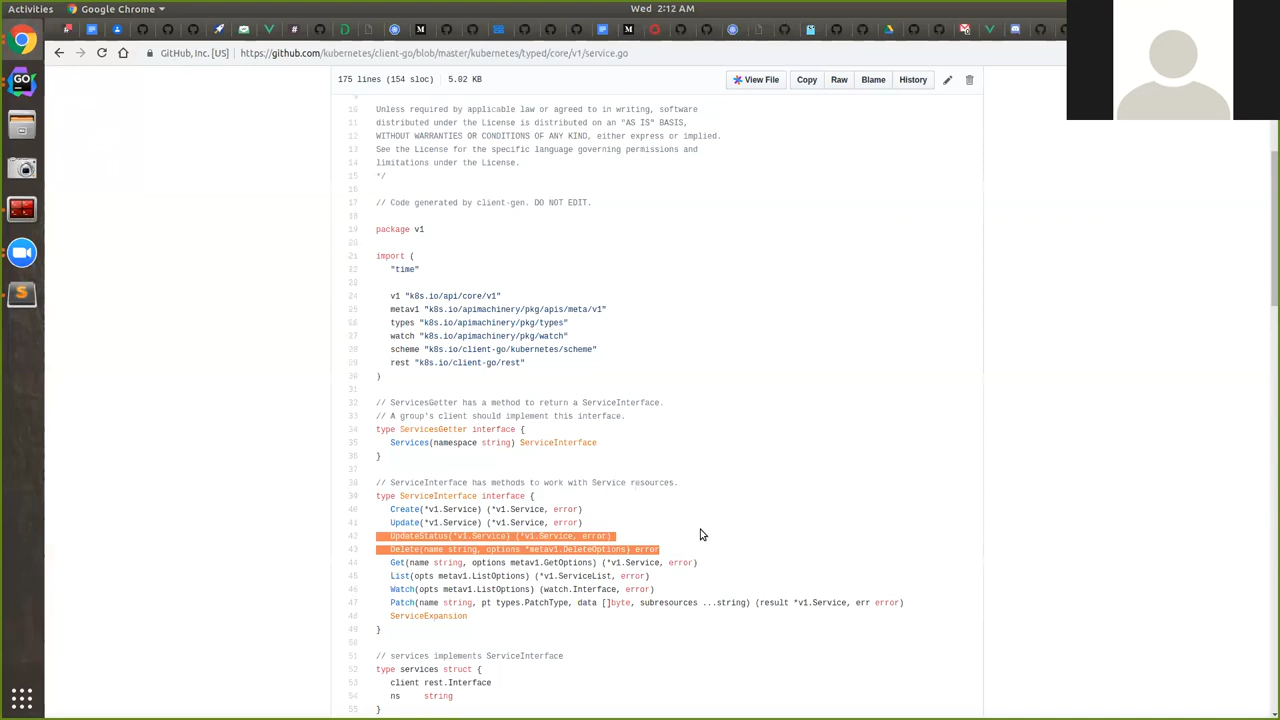 Activities
Google Chrome
Wed 2:12 AM
GitHub, Inc. [US]
https://github.com/kubernetes/client-go/blob/master/kubernetes/typed/core/v1/service.go
175 lines (154 sloc) 5.02 KB
View File
Copy
Raw
Blame
History
9
10 Unless required by applicable law or agreed to in writing, software
11 distributed under the License is distributed on an "AS IS" BASIS,
12 WITHOUT WARRANTIES OR CONDITIONS OF ANY KIND, either express or implied.
13 See the License for the specific language governing permissions and
14 limitations under the License.
15 */
16
17 // Code generated by client-gen. DO NOT EDIT.
18
19 package v1
20
21 import (
22 "time"
23
24 v1 "k8s.io/api/core/v1"
25 metav1 "k8s.io/apimachinery/pkg/apis/meta/v1"
26 types "k8s.io/apimachinery/pkg/types"
27 watch "k8s.io/apimachinery/pkg/watch"
28 scheme "k8s.io/client-go/kubernetes/scheme"
29 rest "k8s.io/client-go/rest"
30 )
31
32 // ServicesGetter has a method to return a ServiceInterface.
33 // A group's client should implement this interface.
34 type ServicesGetter interface {
35 Services(namespace string) ServiceInterface
36 }
37
38 // ServiceInterface has methods to work with Service resources.
39 type ServiceInterface interface {
40 Create(*v1.Service) (*v1.Service, error)
41 Update(*v1.Service) (*v1.Service, error)
42 UpdateStatus(*v1.Service) (*v1.Service, error)
43 Delete(name string, options *metav1.DeleteOptions) error
44 Get(name string, options metav1.GetOptions) (*v1.Service, error)
45 List(opts metav1.ListOptions) (*v1.ServiceList, error)
46 Watch(opts metav1.ListOptions) (watch.Interface, error)
47 Patch(name string, pt types.PatchType, data []byte, subresources ...string) (result *v1.Service, err error)
48 ServiceExpansion
49 }
50
51 // services implements ServiceInterface
52 type services struct {
53 client rest.Interface
54 ns string
55 }